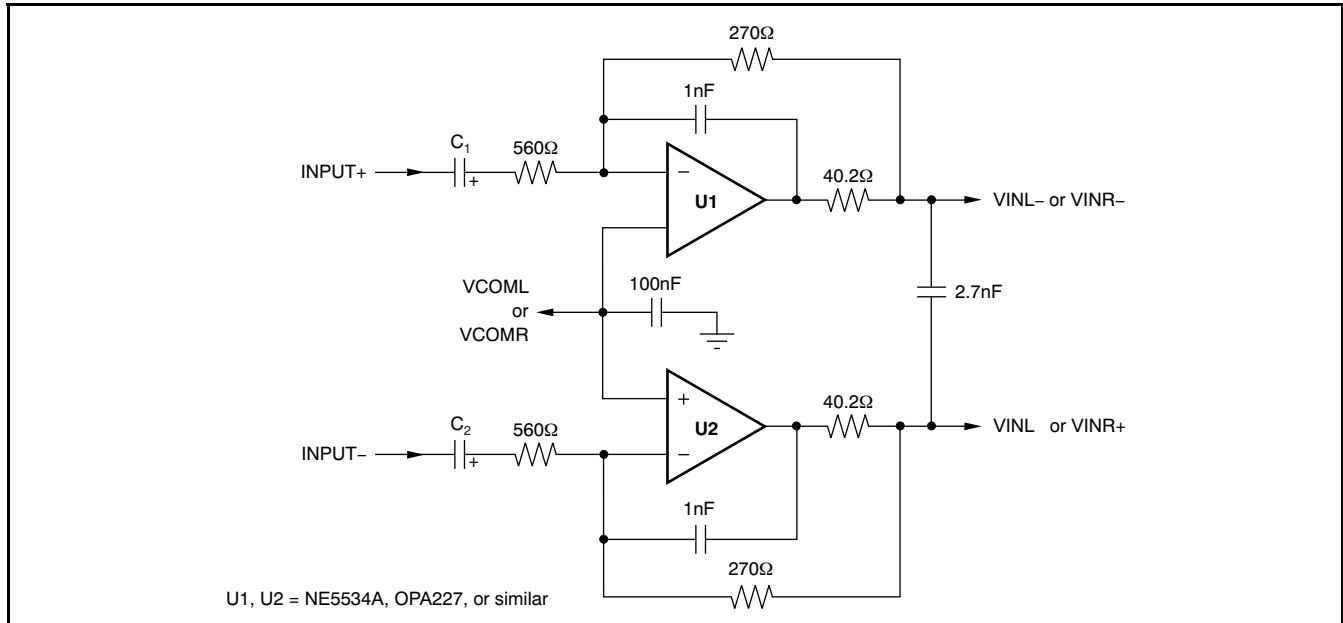 270Ω
1nF
C1
560Ω
INPUT+
+
−
U1
40.2Ω
VINL− or VINR−
VCOML
or
VCOMR
100nF
2.7nF
+
U2
−
40.2Ω
VINL or VINR+
C2
560Ω
INPUT−
+
1nF
270Ω
U1, U2 = NE5534A, OPA227, or similar